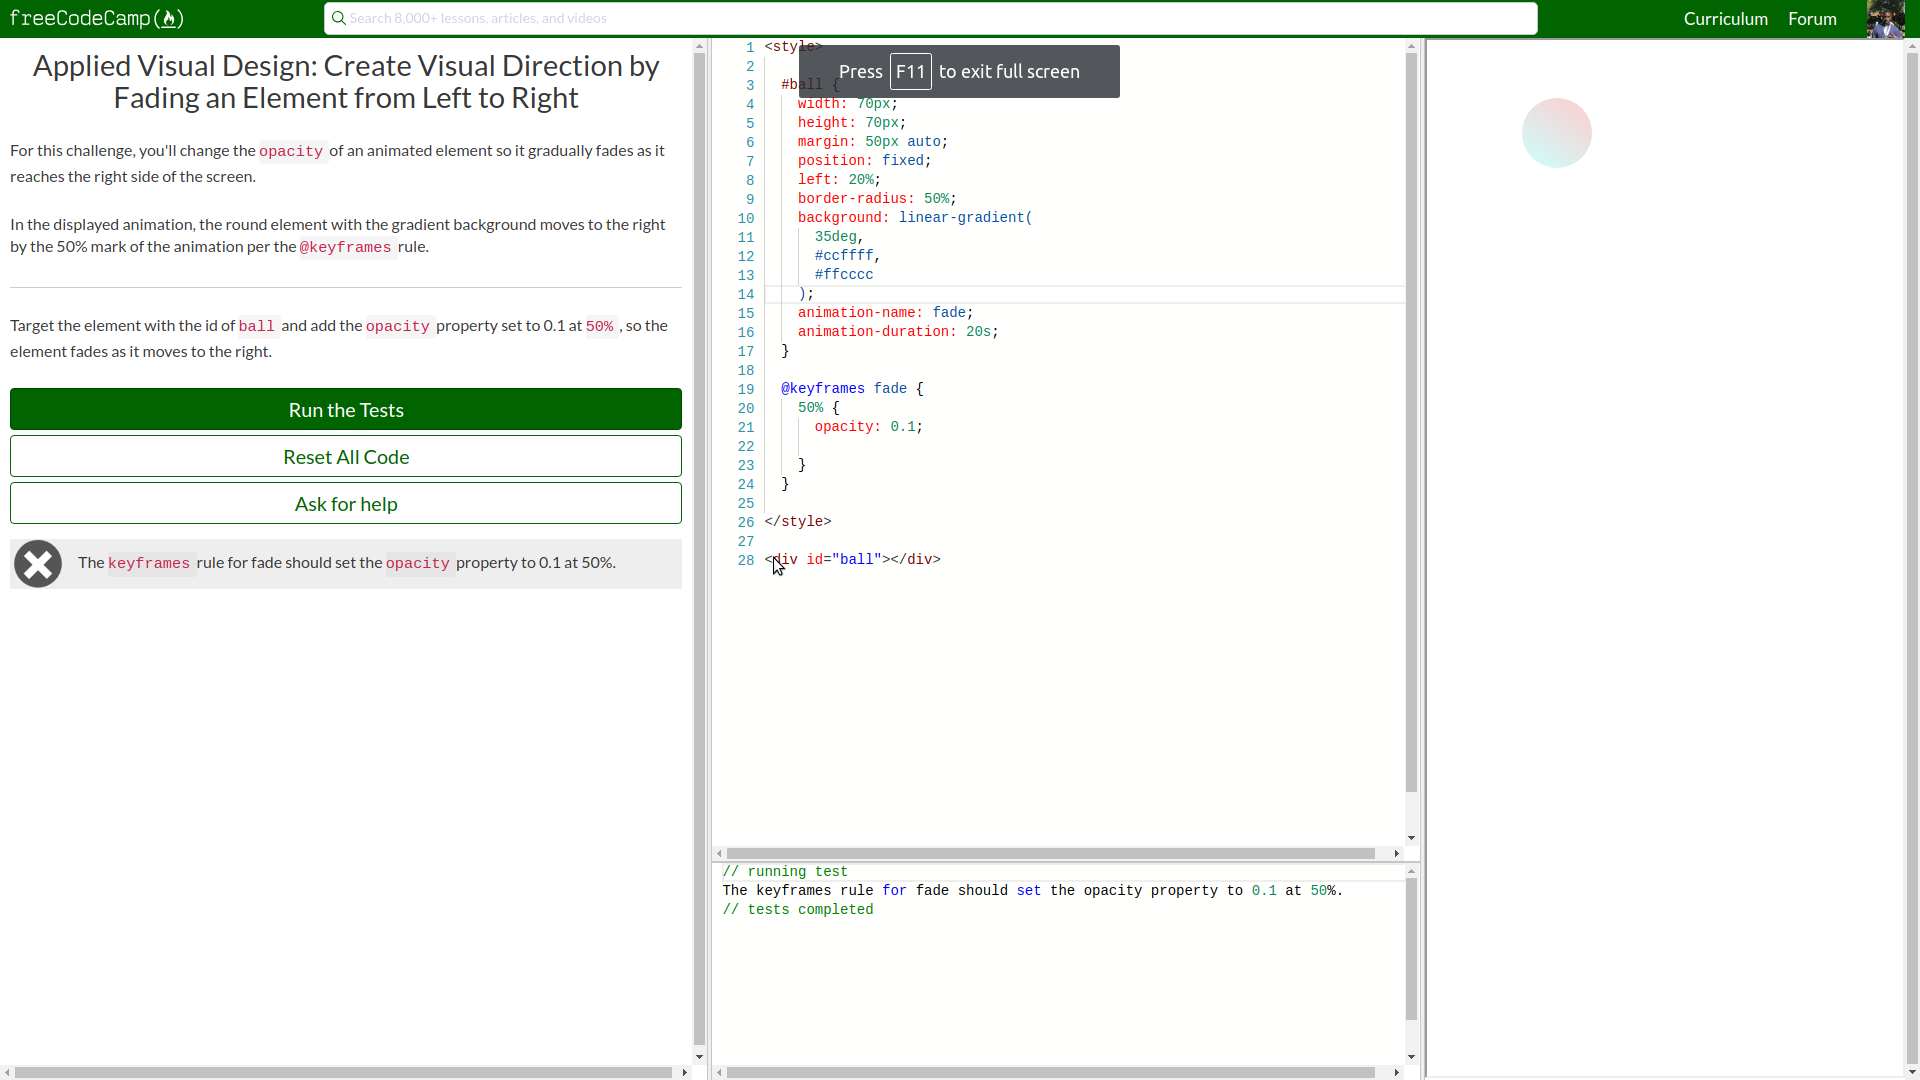 freeCodeCamp
Search 8,000+ lessons, articles, and videos
Curriculum
Forum
Applied Visual Design: Create Visual Direction by
Fading an Element from Left to Right
For this challenge, you'll change the opacity of an animated element so it gradually fades as it
reaches the right side of the screen.
In the displayed animation, the round element with the gradient background moves to the right
by the 50% mark of the animation per the @keyframes rule.
Target the element with the id of ball and add the opacity property set to 0.1 at 50% , so the
element fades as it moves to the right.
Run the Tests
Reset All Code
Ask for help
The keyframes rule for fade should set the opacity property to 0.1 at 50%.
Press F11 to exit full screen
1 <style>
2
3 #ball {
4 width: 70px;
5 height: 70px;
6 margin: 50px auto;
7 position: fixed;
8 left: 20%;
9 border-radius: 50%;
10 background: linear-gradient(
11 35deg,
12 #ccffff,
13 #ffcccc
14 );
15 animation-name: fade;
16 animation-duration: 20s;
17 }
18
19 @keyframes fade {
20 50% {
21 opacity: 0.1;
22
23 }
24 }
25
26 </style>
27
28 <div id="ball"></div>
// running test
The keyframes rule for fade should set the opacity property to 0.1 at 50%.
// tests completed